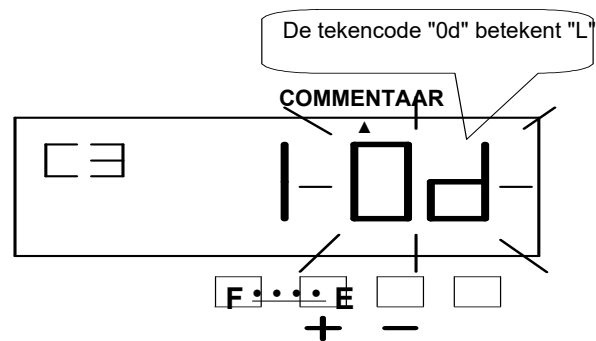 De tekencode "0d" betekent "L"
COMMENTAAR
▲
C3 1 0d
F • • • • E
+ −